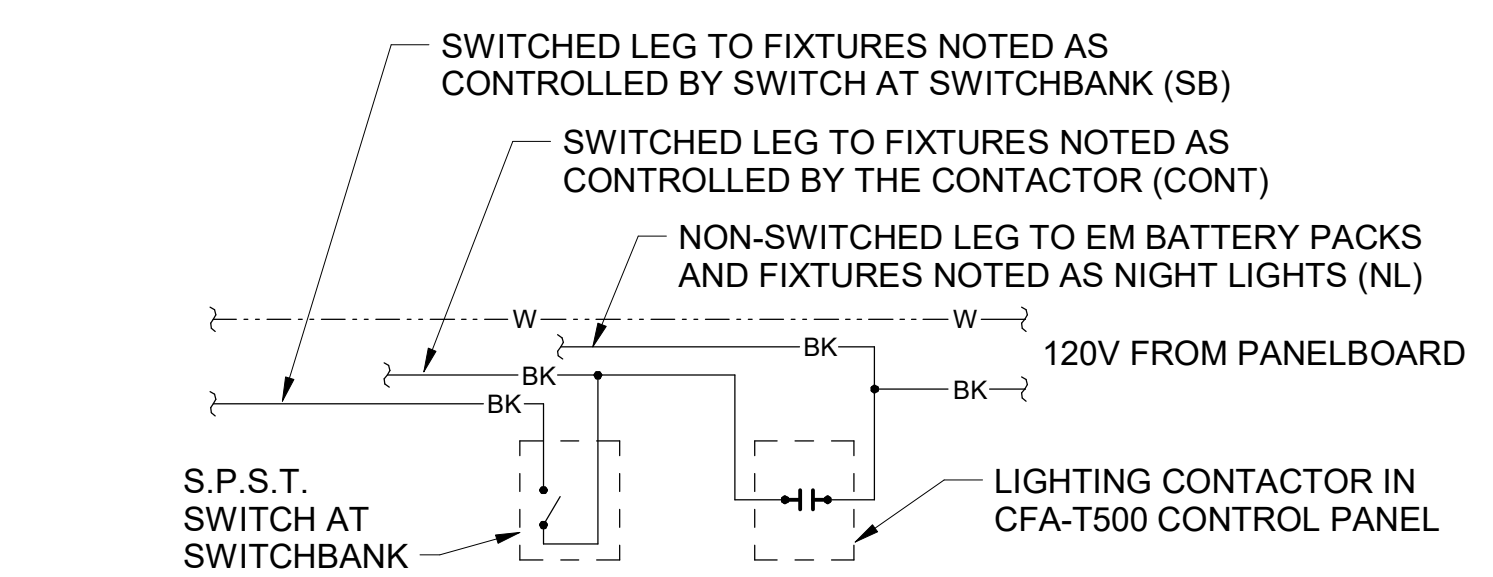 SWITCHED LEG TO FIXTURES NOTED AS
CONTROLLED BY SWITCH AT SWITCHBANK (SB)
SWITCHED LEG TO FIXTURES NOTED AS
CONTROLLED BY THE CONTACTOR (CONT)
NON-SWITCHED LEG TO EM BATTERY PACKS
AND FIXTURES NOTED AS NIGHT LIGHTS (NL)
W
W
BK
120V FROM PANELBOARD
BK
BK
BK
S.P.S.T.
SWITCH AT
SWITCHBANK
LIGHTING CONTACTOR IN
CFA-T500 CONTROL PANEL